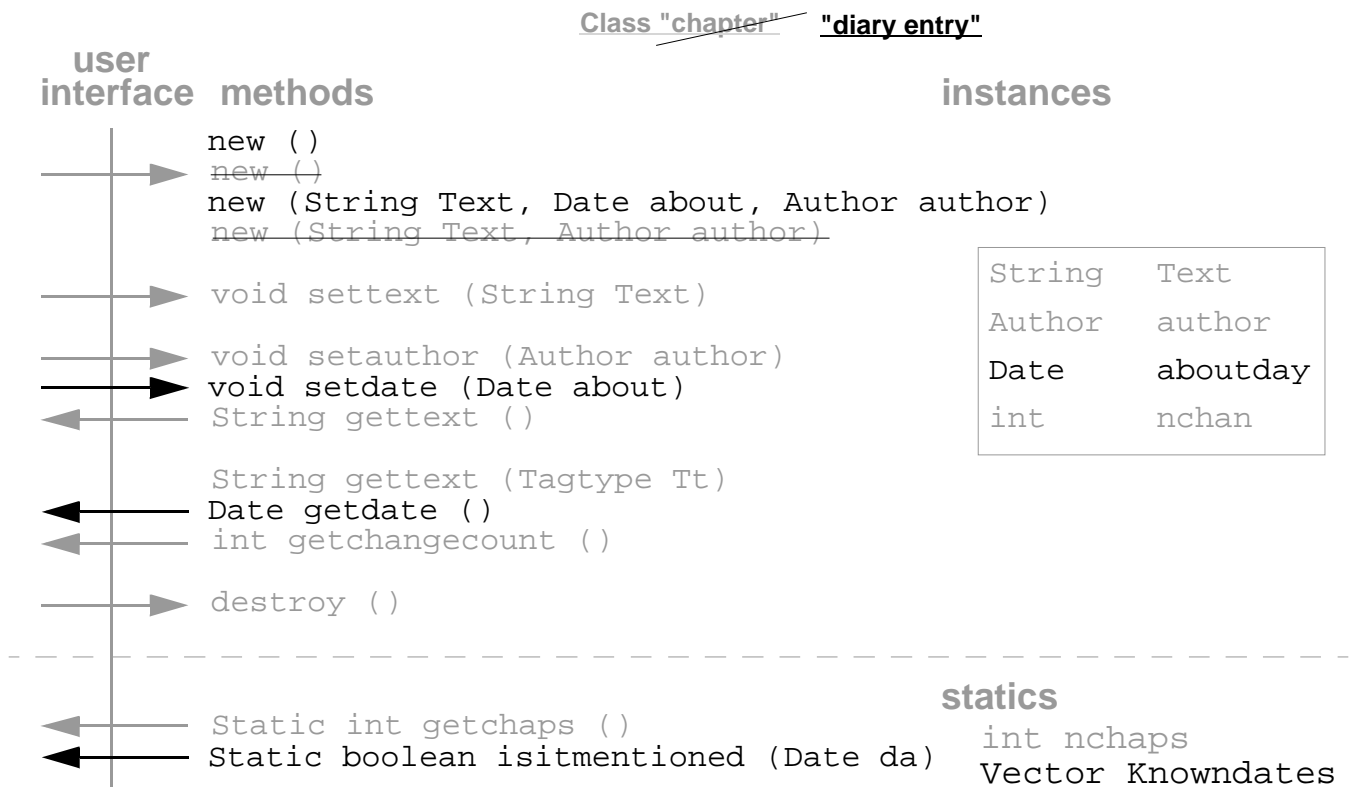 Class "chapter" "diary entry"
user
interface methods instances
new ()
new ()
new (String Text, Date about, Author author)
new (String Text, Author author)
void settext (String Text)
void setauthor (Author author)
void setdate (Date about)
String gettext ()
String gettext (Tagtype Tt)
Date getdate ()
int getchangecount ()
destroy ()
String Text
Author author
Date aboutday
int nchan
statics
Static int getchaps ()
Static boolean isitmentioned (Date da)
int nchaps
Vector Knowndates